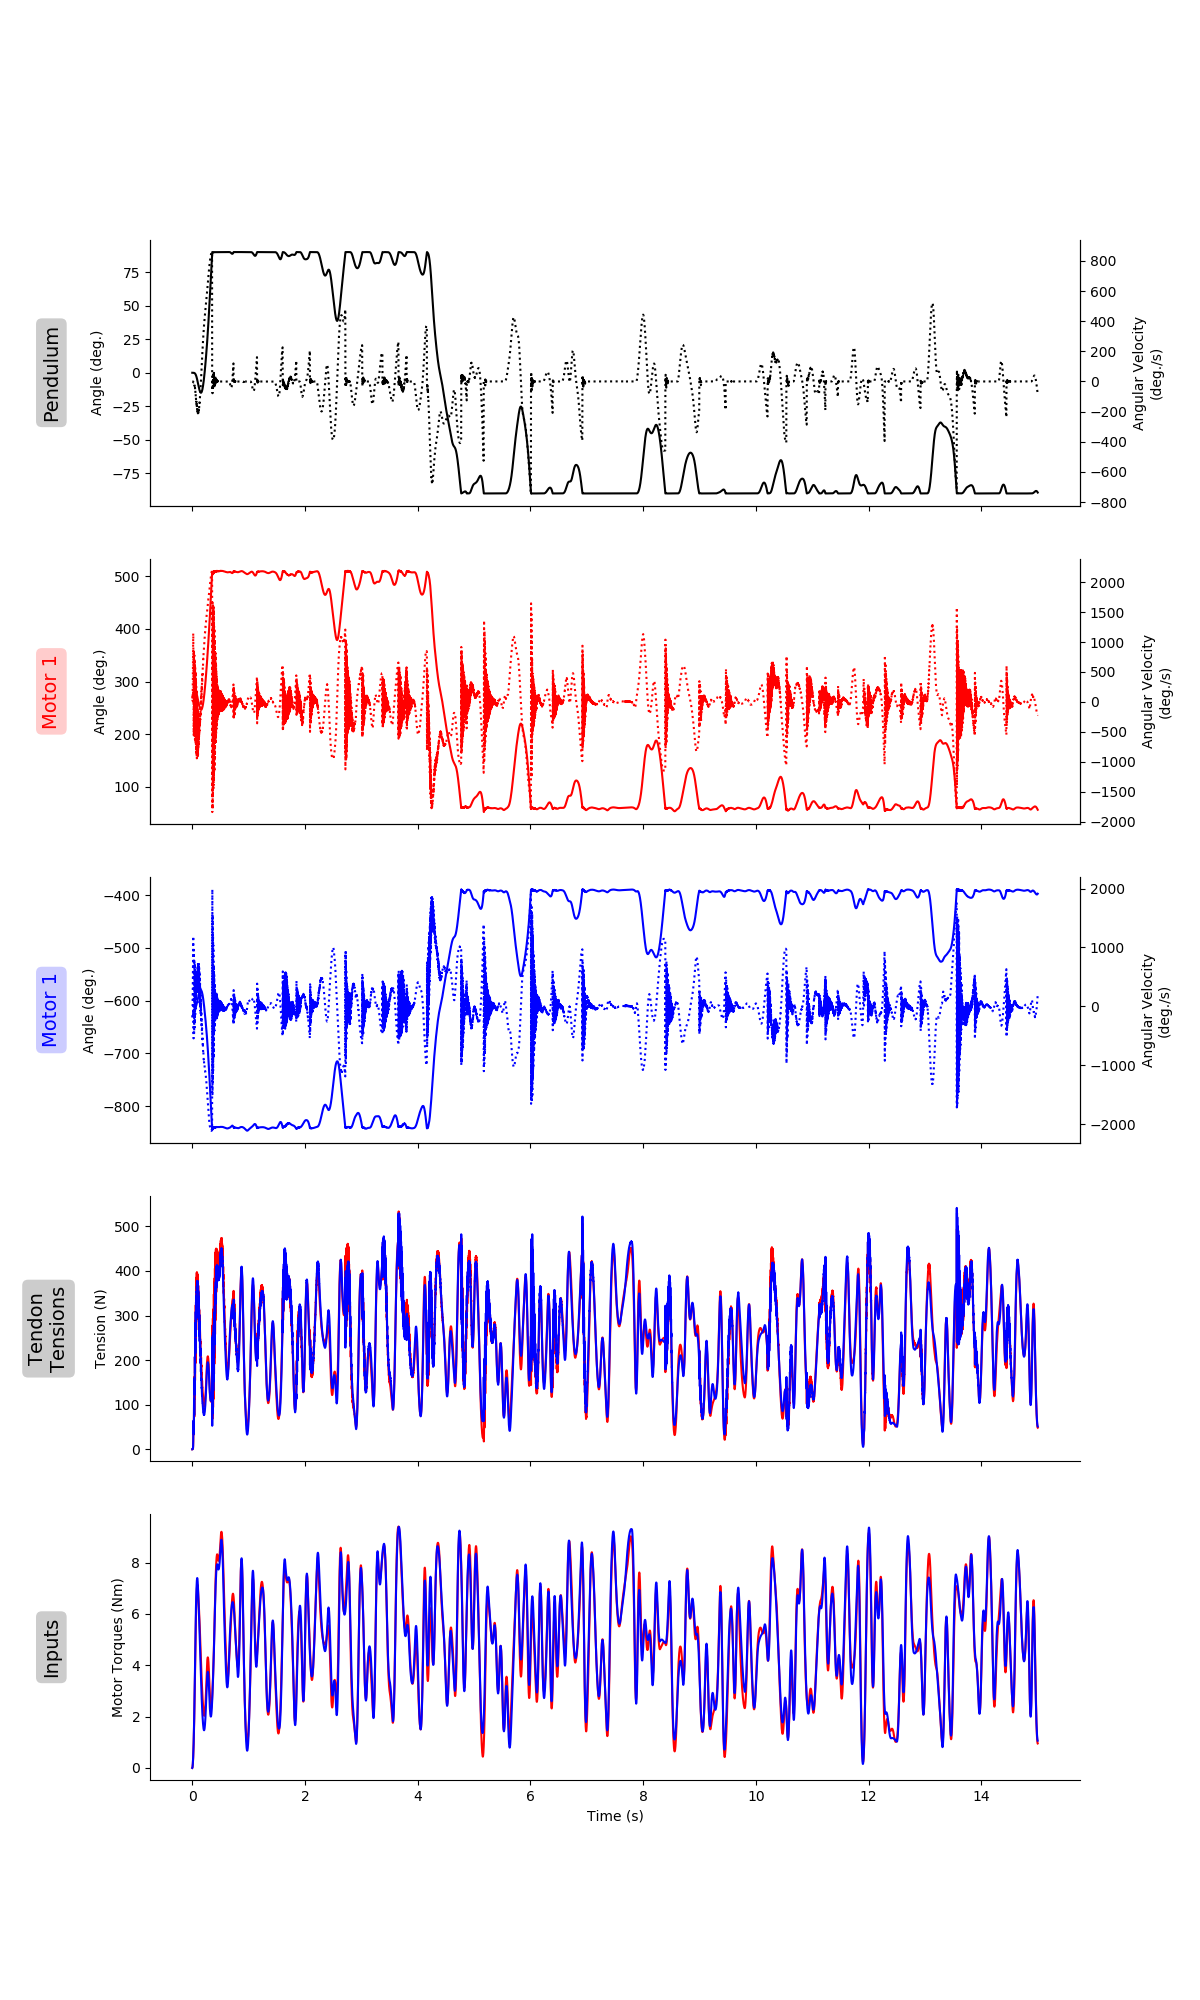 Pendulum
Angle (deg.)
75
50
25
0
−25
−50
−75
800
600
400
200
0
−200
−400
−600
−800
Angular Velocity
(deg./s)
Motor 1
Angle (deg.)
500
400
300
200
100
2000
1500
1000
500
0
−500
−1000
−1500
−2000
Angular Velocity
(deg./s)
Motor 1
Angle (deg.)
−400
−500
−600
−700
−800
2000
1000
0
−1000
−2000
Angular Velocity
(deg./s)
Tendon
Tensions
Tension (N)
500
400
300
200
100
0
Inputs
Motor Torques (Nm)
8
6
4
2
0
0 2 4 6 8 10 12 14
Time (s)